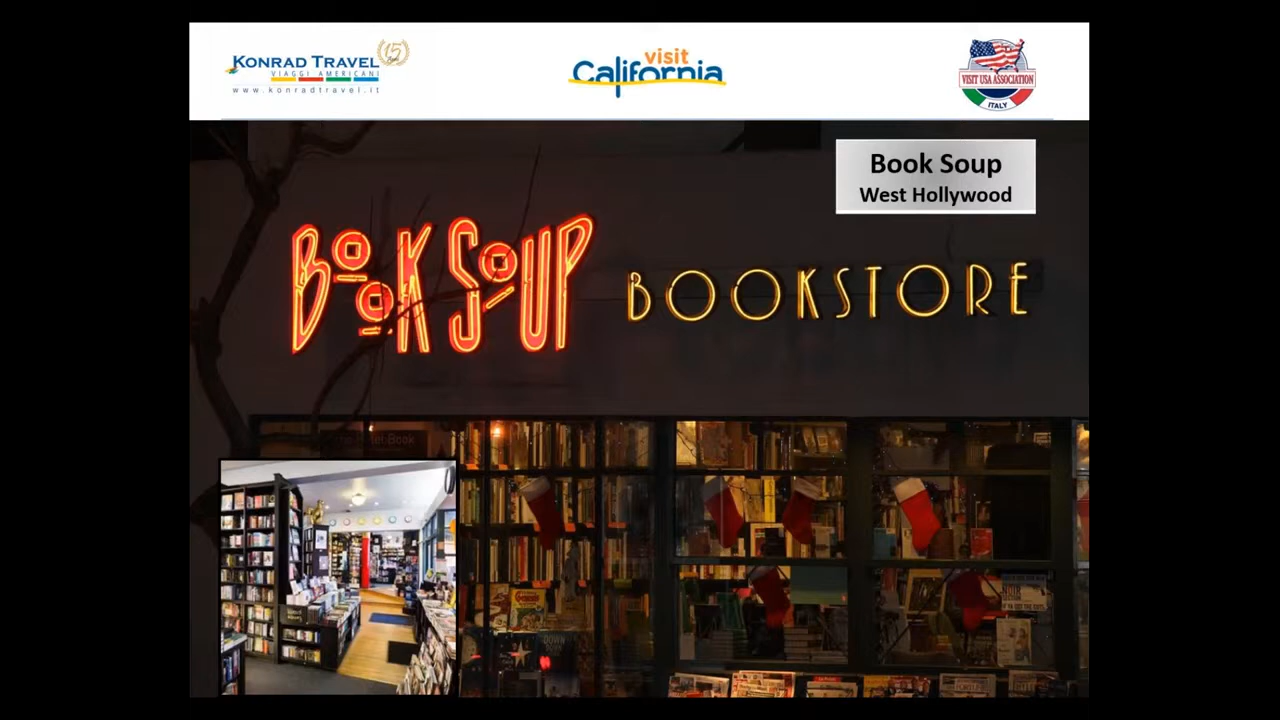 KONRAD TRAVEL 15
VIAGGI AMERICANI
www.konradtravel.it
visit
California
VISIT USA ASSOCIATION
ITALY
Book Soup
West Hollywood
BOOK SOUP BOOKSTORE